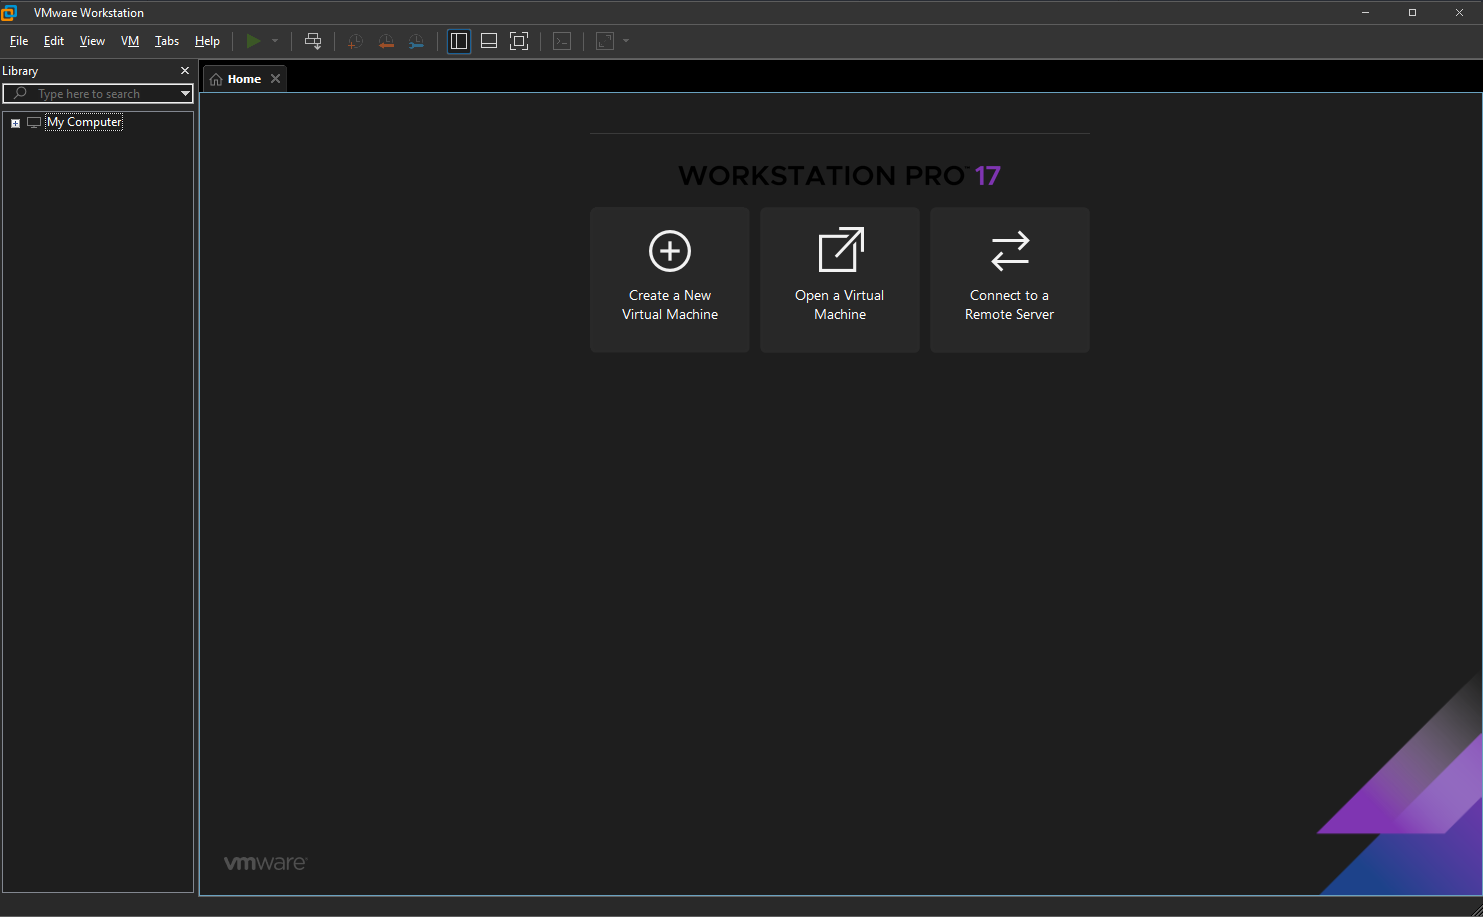 VMware Workstation
File Edit View VM Tabs Help
Library
Type here to search
My Computer
Home
WORKSTATION PRO™ 17
Create a New
Virtual Machine
Open a Virtual
Machine
Connect to a
Remote Server
vmware®